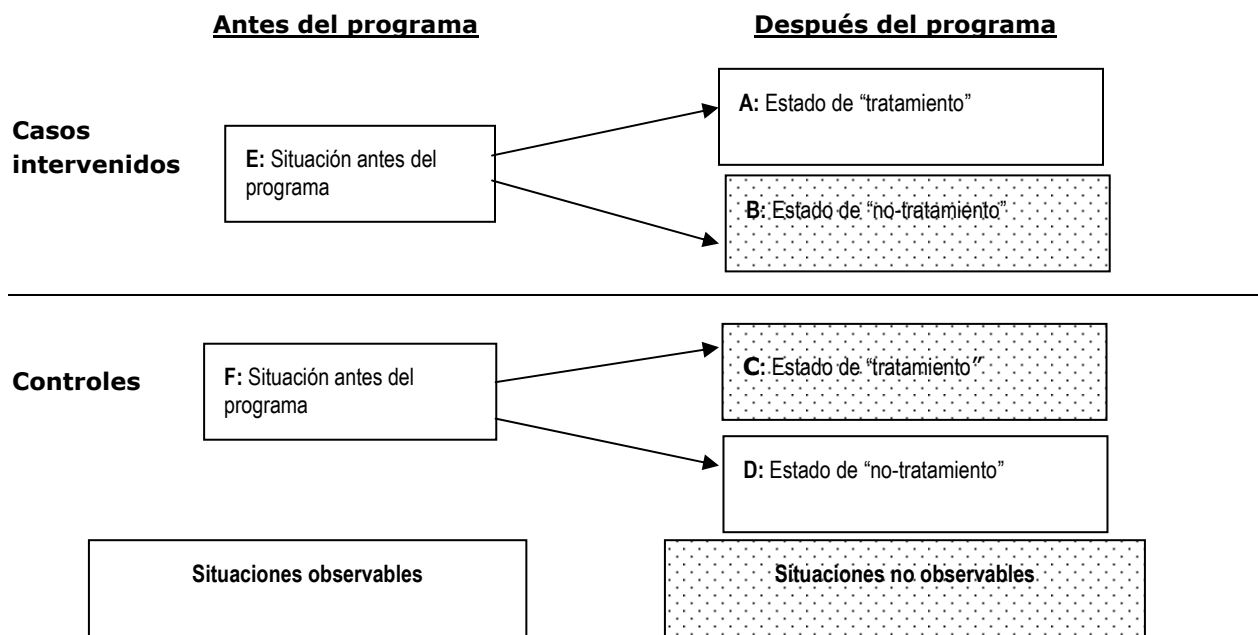 Antes del programa
Después del programa
A: Estado de “tratamiento”
Casos
intervenidos
E: Situación antes del
programa
B: Estado de “no-tratamiento”
C: Estado de “tratamiento”
Controles
F: Situación antes del
programa
D: Estado de “no-tratamiento”
Situaciones observables
Situaciones no observables